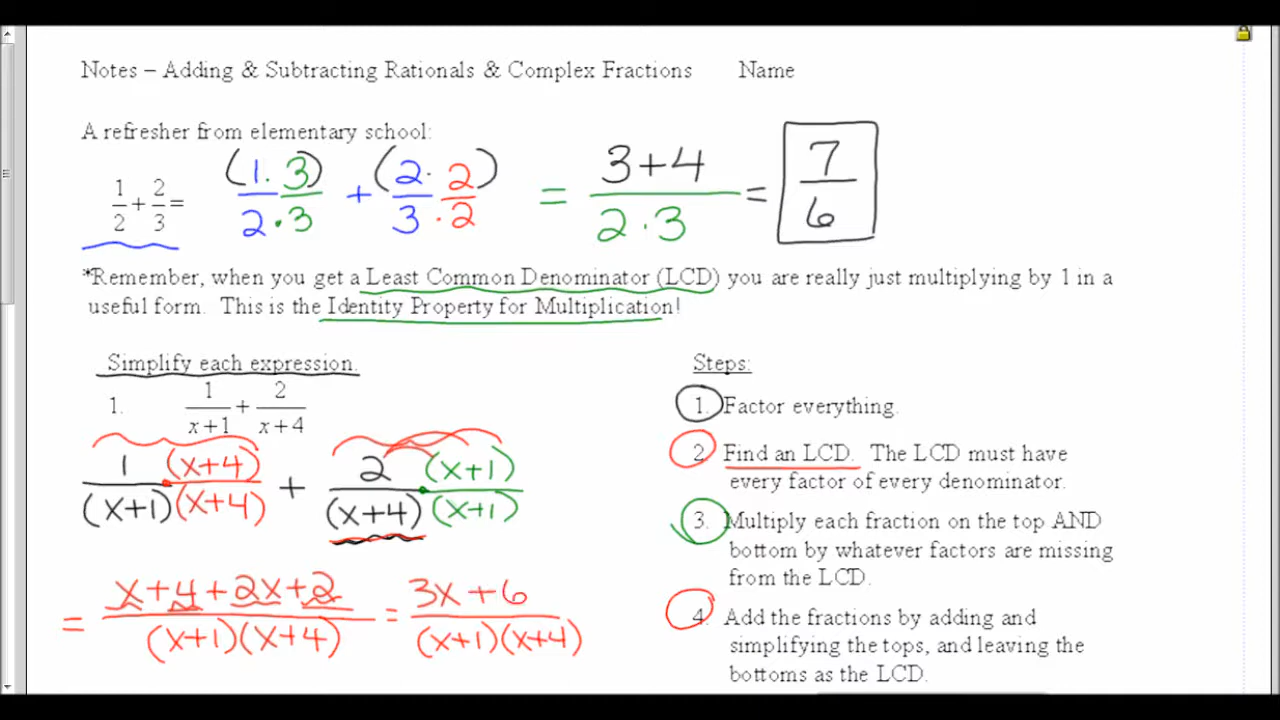 Notes – Adding & Subtracting Rationals & Complex Fractions Name
A refresher from elementary school:
1/2 + 2/3 = (1·3)/(2·3) + (2·2)/(3·2) = (3+4)/(2·3) = 7/6
*Remember, when you get a Least Common Denominator (LCD) you are really just multiplying by 1 in a
useful form. This is the Identity Property for Multiplication!
Simplify each expression.
1. 1/(x+1) + 2/(x+4)
1/(x+1) · (x+4)/(x+4) + 2/(x+4) · (x+1)/(x+1)
= (x+4+2x+2)/((x+1)(x+4)) = (3x+6)/((x+1)(x+4))
Steps:
1. Factor everything.
2. Find an LCD. The LCD must have
every factor of every denominator.
3. Multiply each fraction on the top AND
bottom by whatever factors are missing
from the LCD.
4. Add the fractions by adding and
simplifying the tops, and leaving the
bottoms as the LCD.